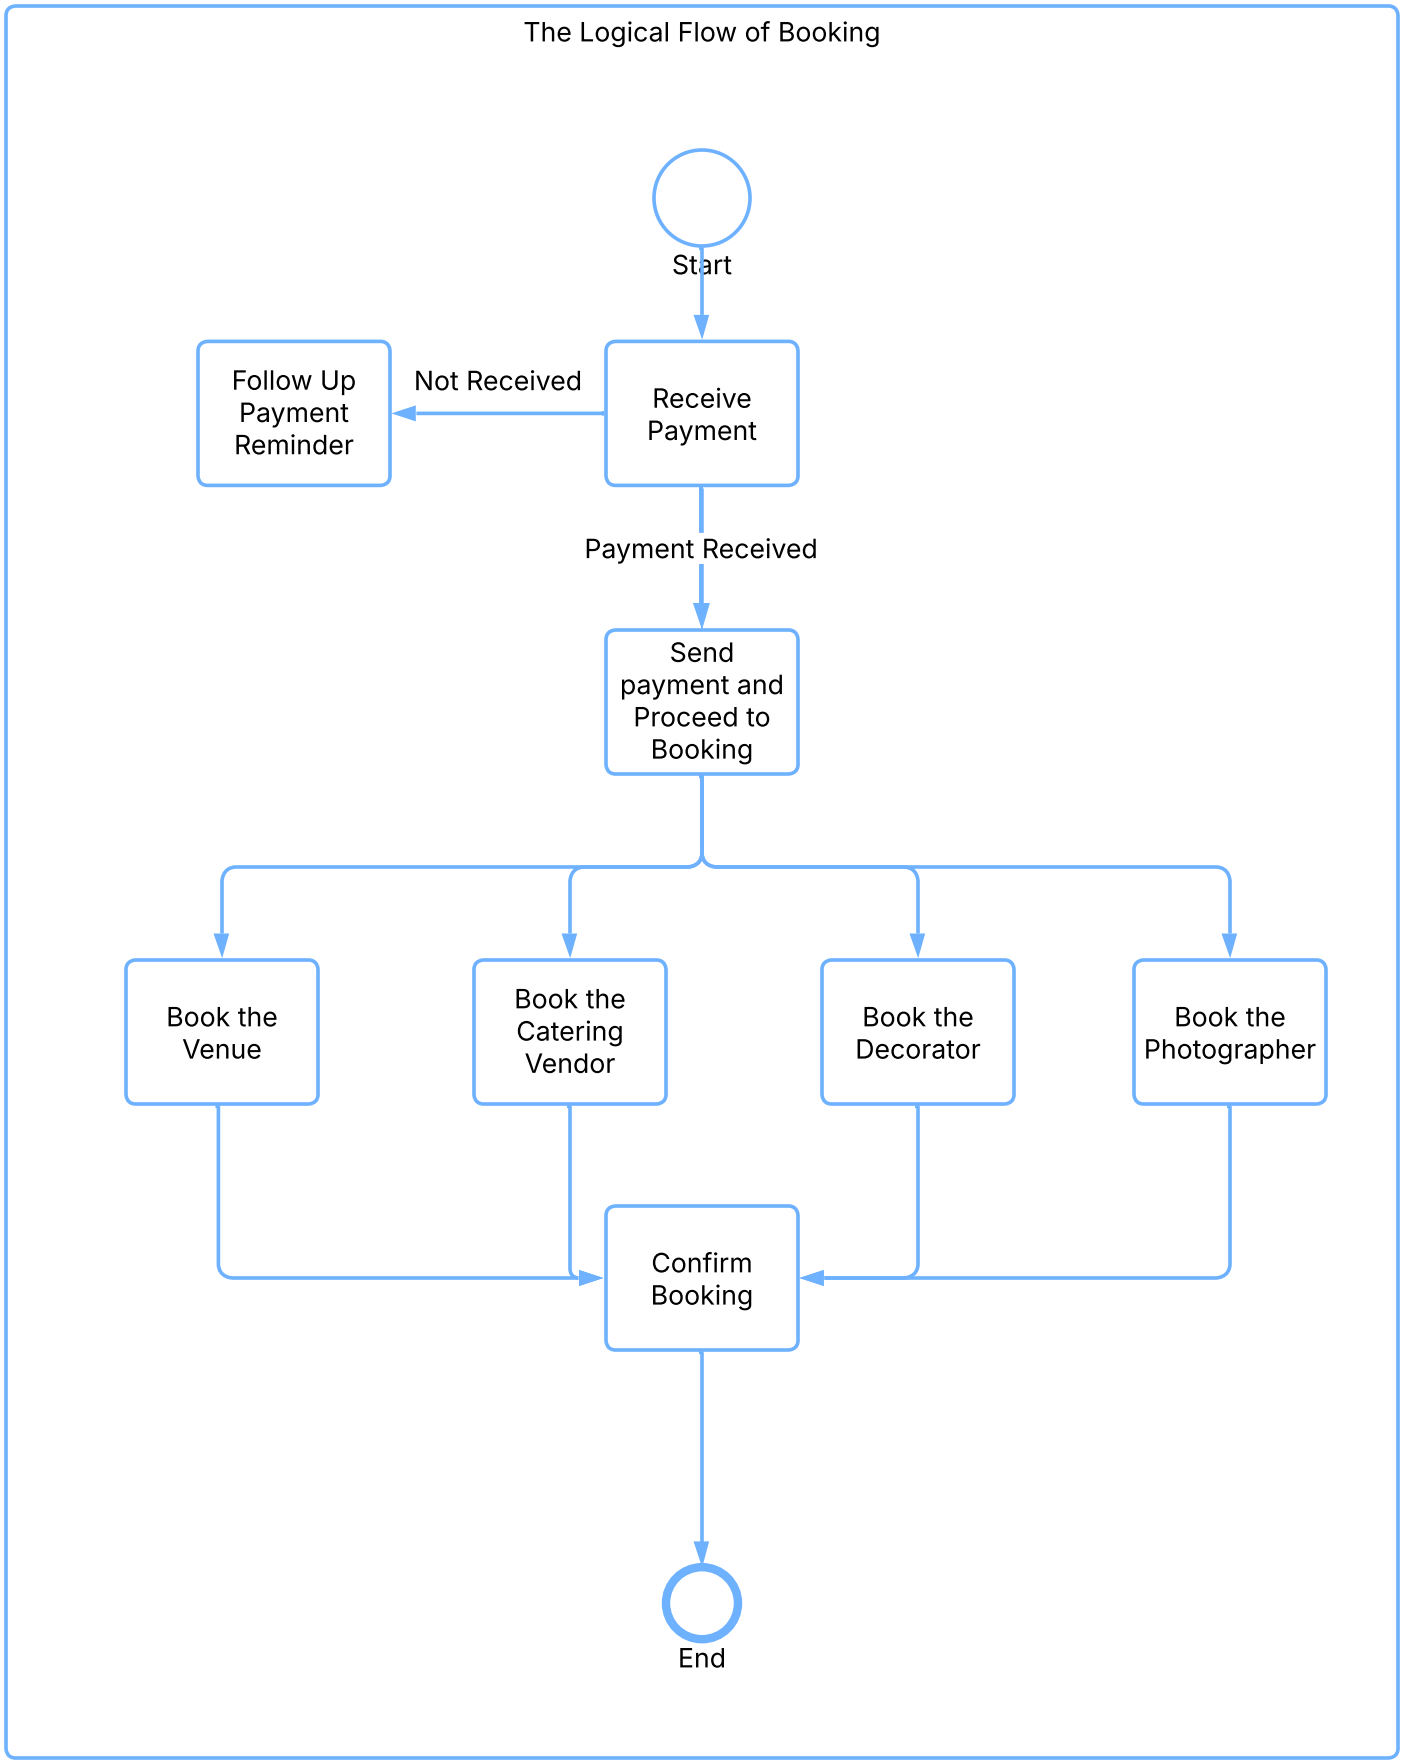 The Logical Flow of Booking
Start
Follow Up
Payment
Reminder
Not Received
Receive
Payment
Payment Received
Send
payment and
Proceed to
Booking
Book the
Venue
Book the
Catering
Vendor
Book the
Decorator
Book the
Photographer
Confirm
Booking
End